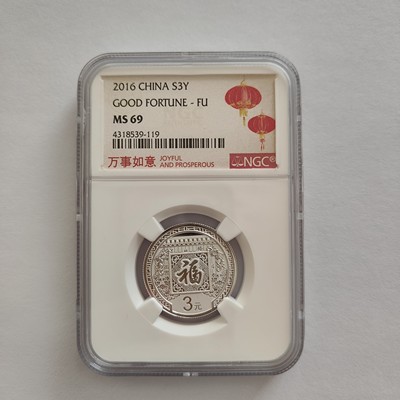 2016 CHINA S3Y
GOOD FORTUNE - FU
MS 69
4318539-119
万事如意 JOYFUL AND PROSPEROUS
NGC®
福
3元